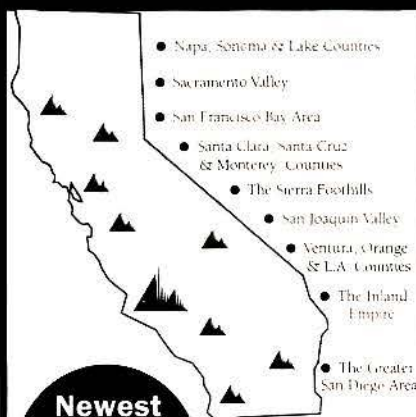 ● Napa, Sonoma & Lake Counties
● Sacramento Valley
● San Francisco Bay Area
● Santa Clara, Santa Cruz
& Monterey Counties
● The Sierra Foothills
● San Joaquin Valley
● Ventura, Orange
& L.A. Counties
● The Inland
Empire
● The Greater
San Diego Area
Newest